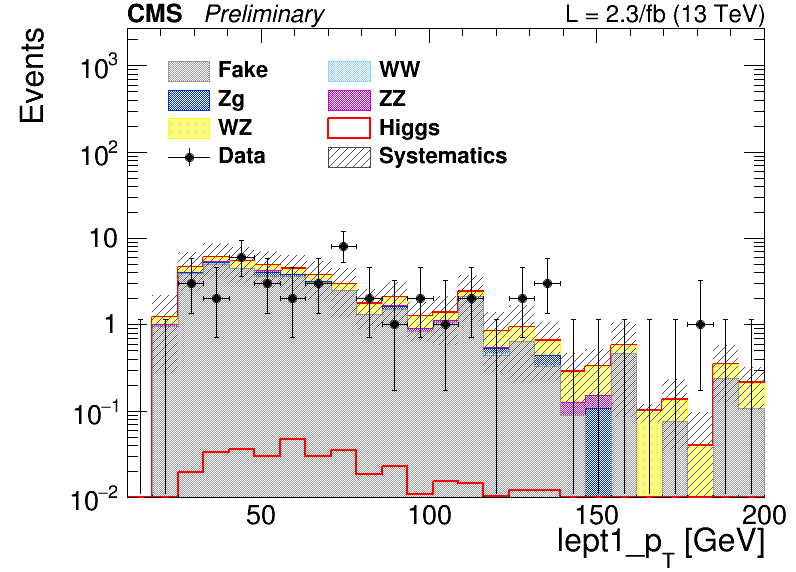 CMS Preliminary L = 2.3/fb (13 TeV)
Events
10³
10²
10
1
10⁻¹
10⁻²
Fake WW
Zg ZZ
WZ Higgs
Data Systematics
50 100 150 200
lept1_p_T [GeV]